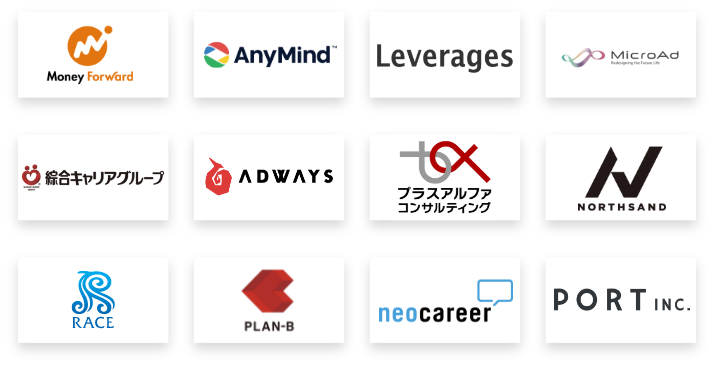 Money Forward
AnyMind™
Leverages
MicroAd
Redesigning the Future Life
綜合キャリアグループ
ADWAYS
プラスアルファ
コンサルティング
NORTHSAND
RACE
PLAN-B
neocareer
PORT INC.